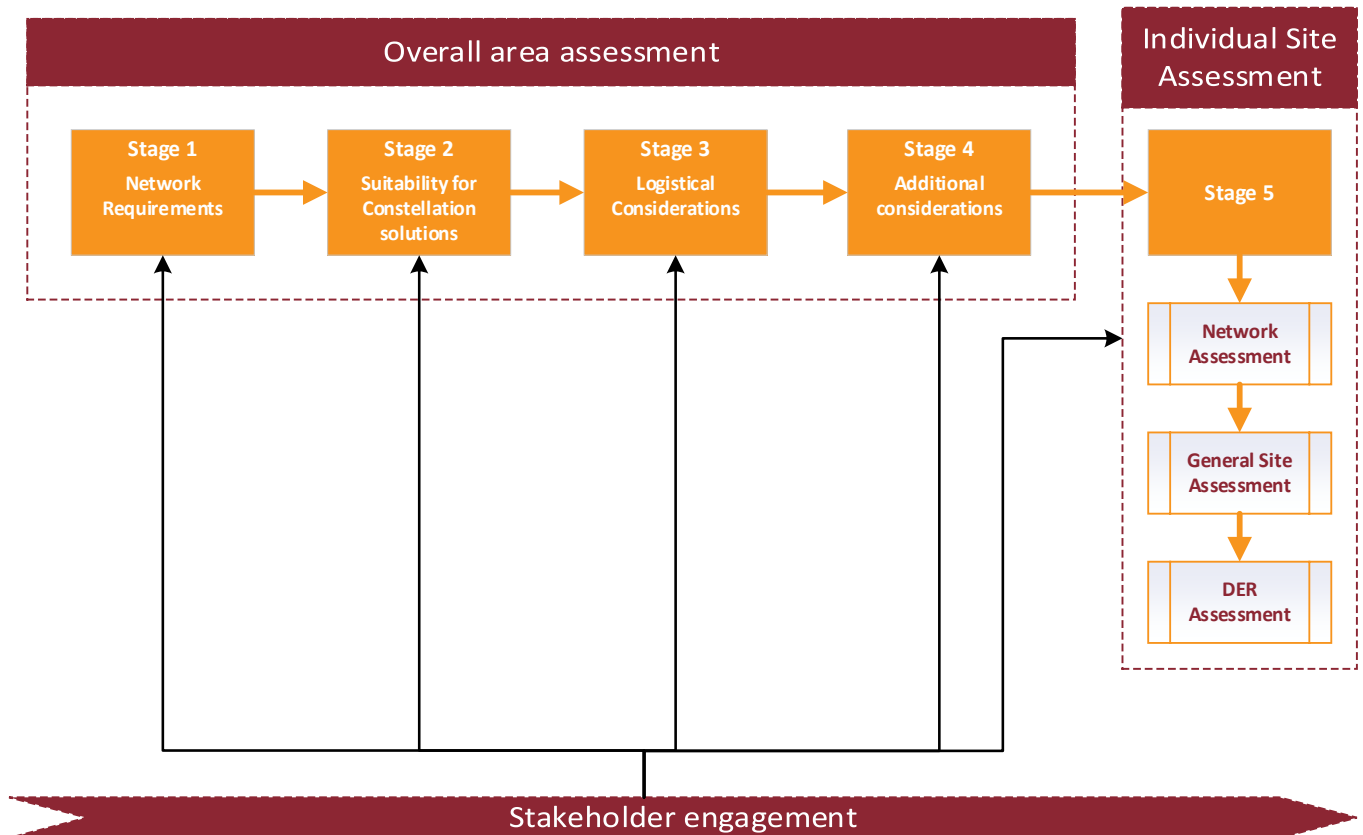 Overall area assessment
Individual Site
Assessment
Stage 1
Network
Requirements
Stage 2
Suitability for
Constellation
solutions
Stage 3
Logistical
Considerations
Stage 4
Additional
considerations
Stage 5
Network
Assessment
General Site
Assessment
DER
Assessment
Stakeholder engagement